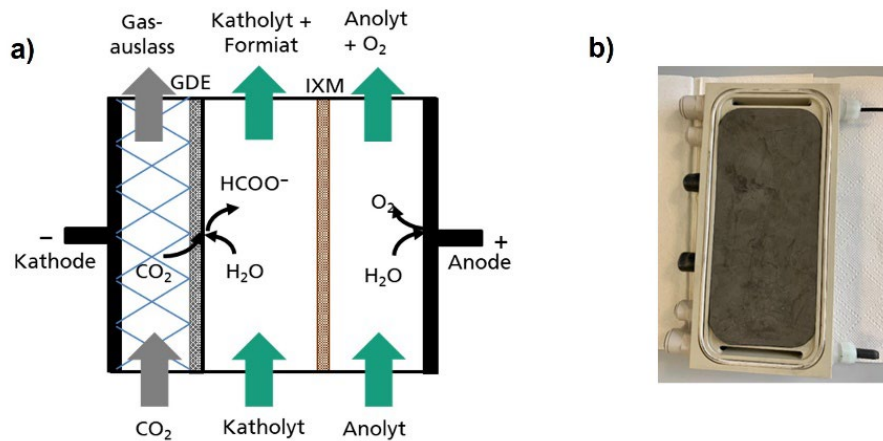 a)
Gas-
auslass
Katholyt +
Formiat
Anolyt
+ O₂
GDE
IXM
HCOO⁻
CO₂
H₂O
O₂
H₂O
−
Kathode
+
Anode
CO₂
Katholyt
Anolyt
b)